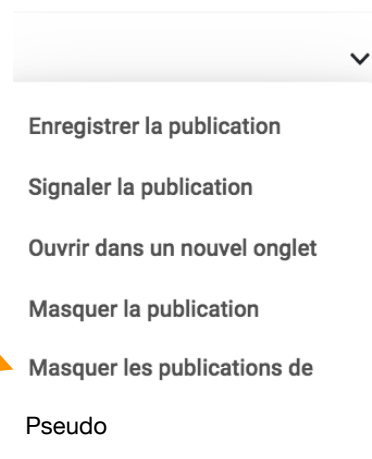 Enregistrer la publication
Signaler la publication
Ouvrir dans un nouvel onglet
Masquer la publication
Masquer les publications de
Pseudo